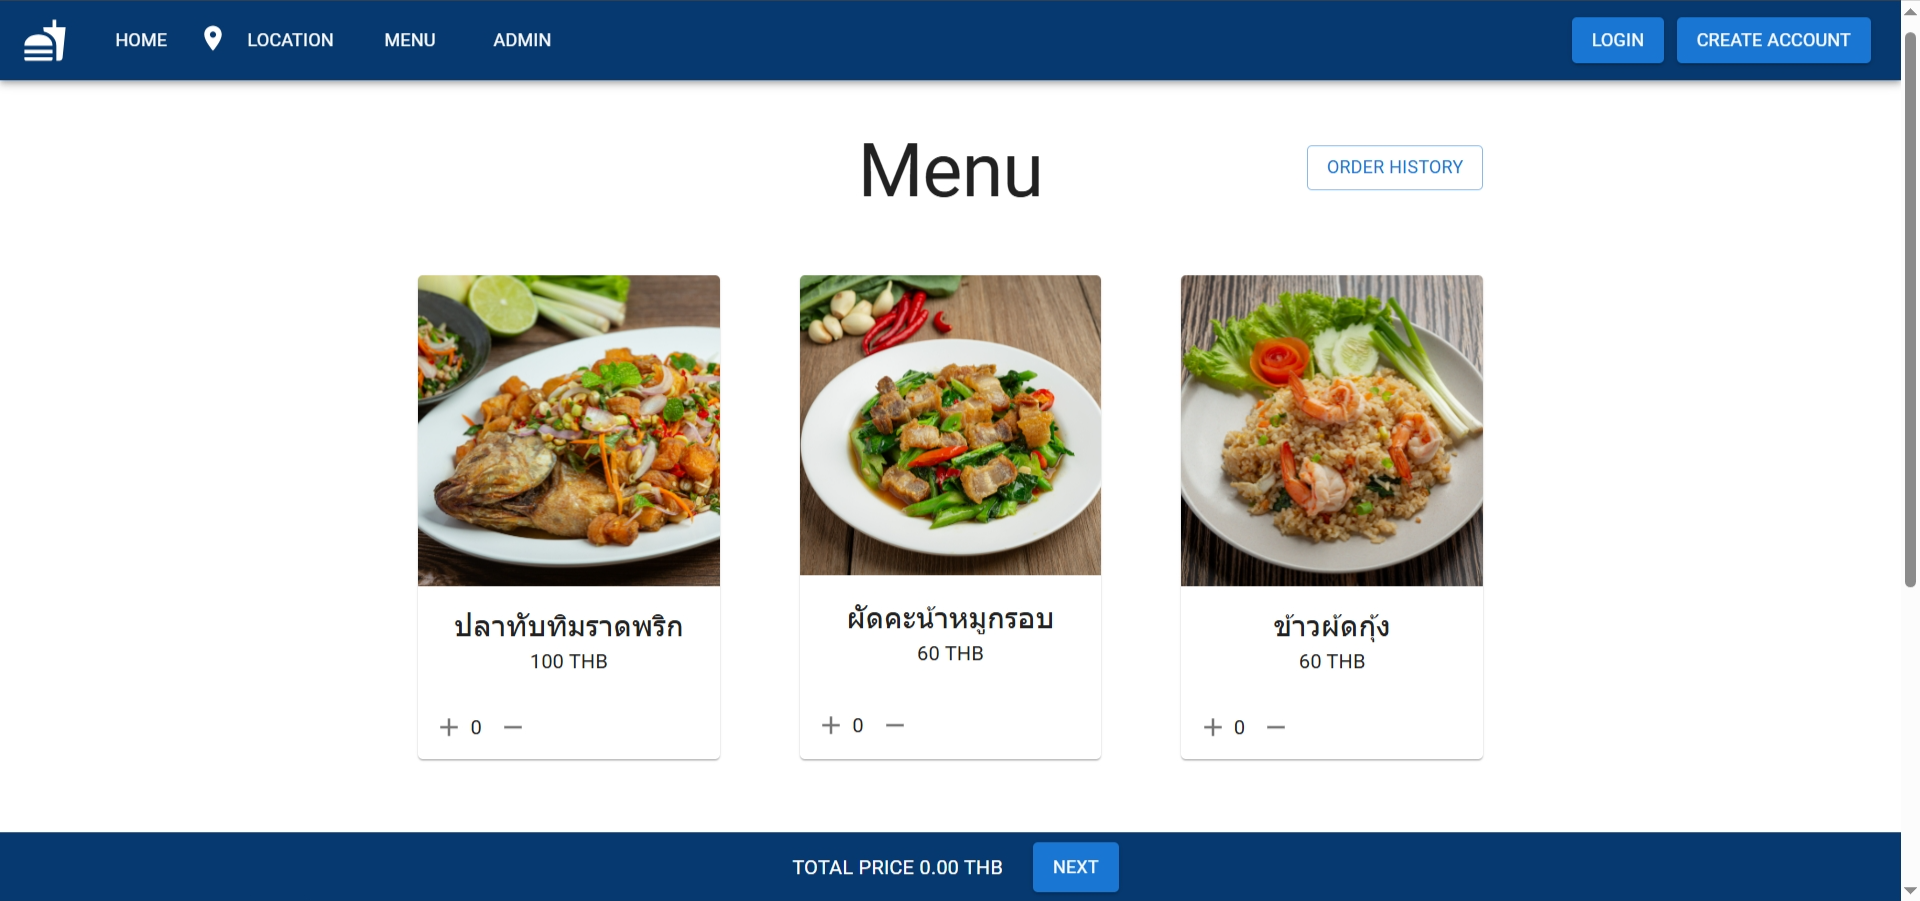 HOME LOCATION MENU ADMIN LOGIN CREATE ACCOUNT
Menu
ORDER HISTORY
ปลาทับทิมราดพริก
100 THB
+ 0 −
ผัดคะน้าหมูกรอบ
60 THB
+ 0 −
ข้าวผัดกุ้ง
60 THB
+ 0 −
TOTAL PRICE 0.00 THB NEXT